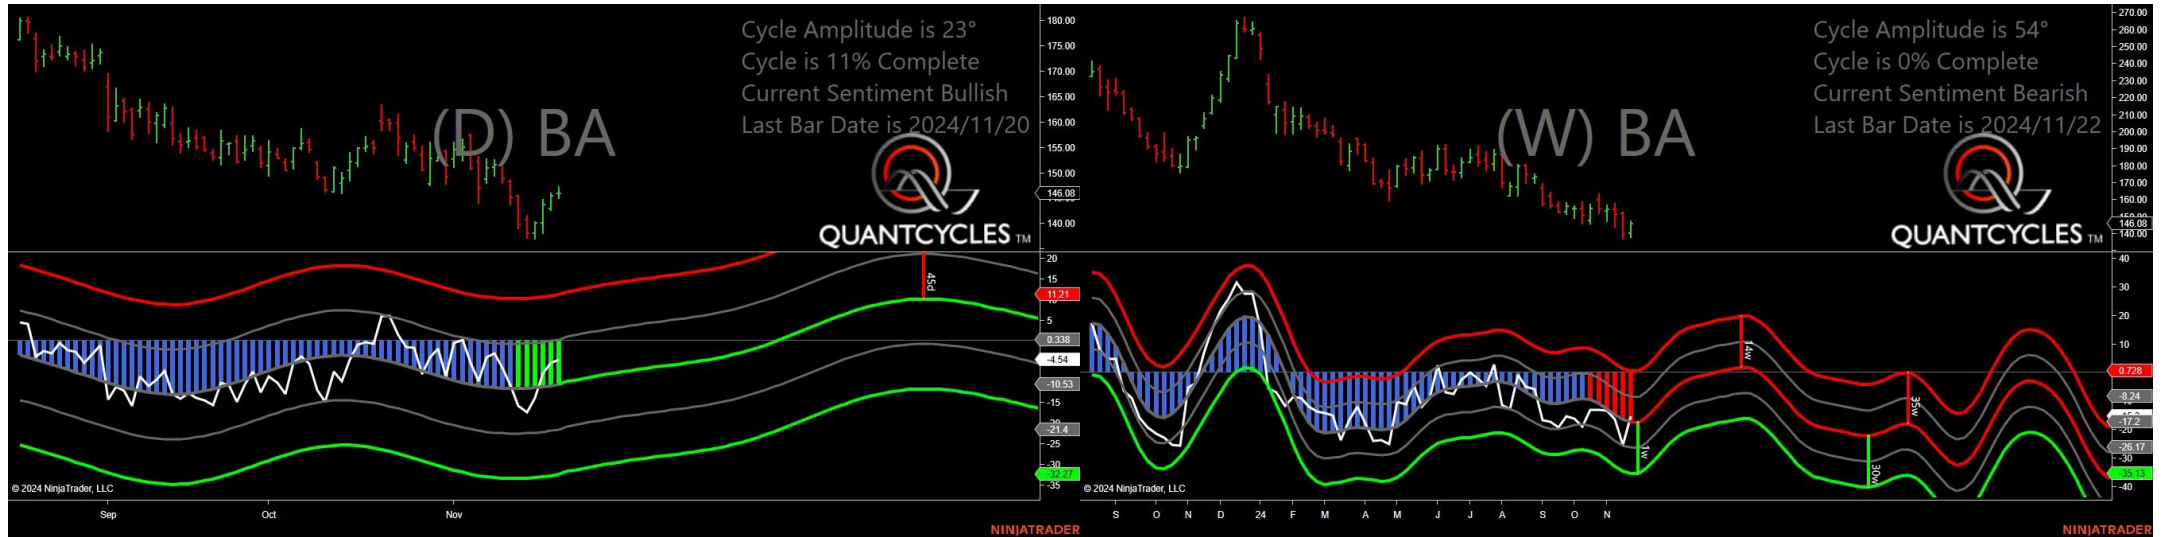 Cycle Amplitude is 23°
Cycle is 11% Complete
Current Sentiment Bullish
Last Bar Date is 2024/11/20
(D) BA
QUANTCYCLES TM
180.00
175.00
170.00
165.00
160.00
155.00
150.00
146.08
140.00
20
15
11.21
5
0.338
-4.54
-10.53
-15
-21.4
-25
-30
-32.27
-35
45d
© 2024 NinjaTrader, LLC
Sep
Oct
Nov
NINJATRADER
Cycle Amplitude is 54°
Cycle is 0% Complete
Current Sentiment Bearish
Last Bar Date is 2024/11/22
(W) BA
QUANTCYCLES TM
270.00
260.00
250.00
240.00
230.00
220.00
210.00
200.00
190.00
180.00
170.00
160.00
150.00
146.08
140.00
40
30
20
10
0.728
-8.24
-17.2
-26.17
-30
-35.13
-40
14w
35w
1w
30w
© 2024 NinjaTrader, LLC
S
O
N
D
24
F
M
A
M
J
J
A
S
O
N
NINJATRADER